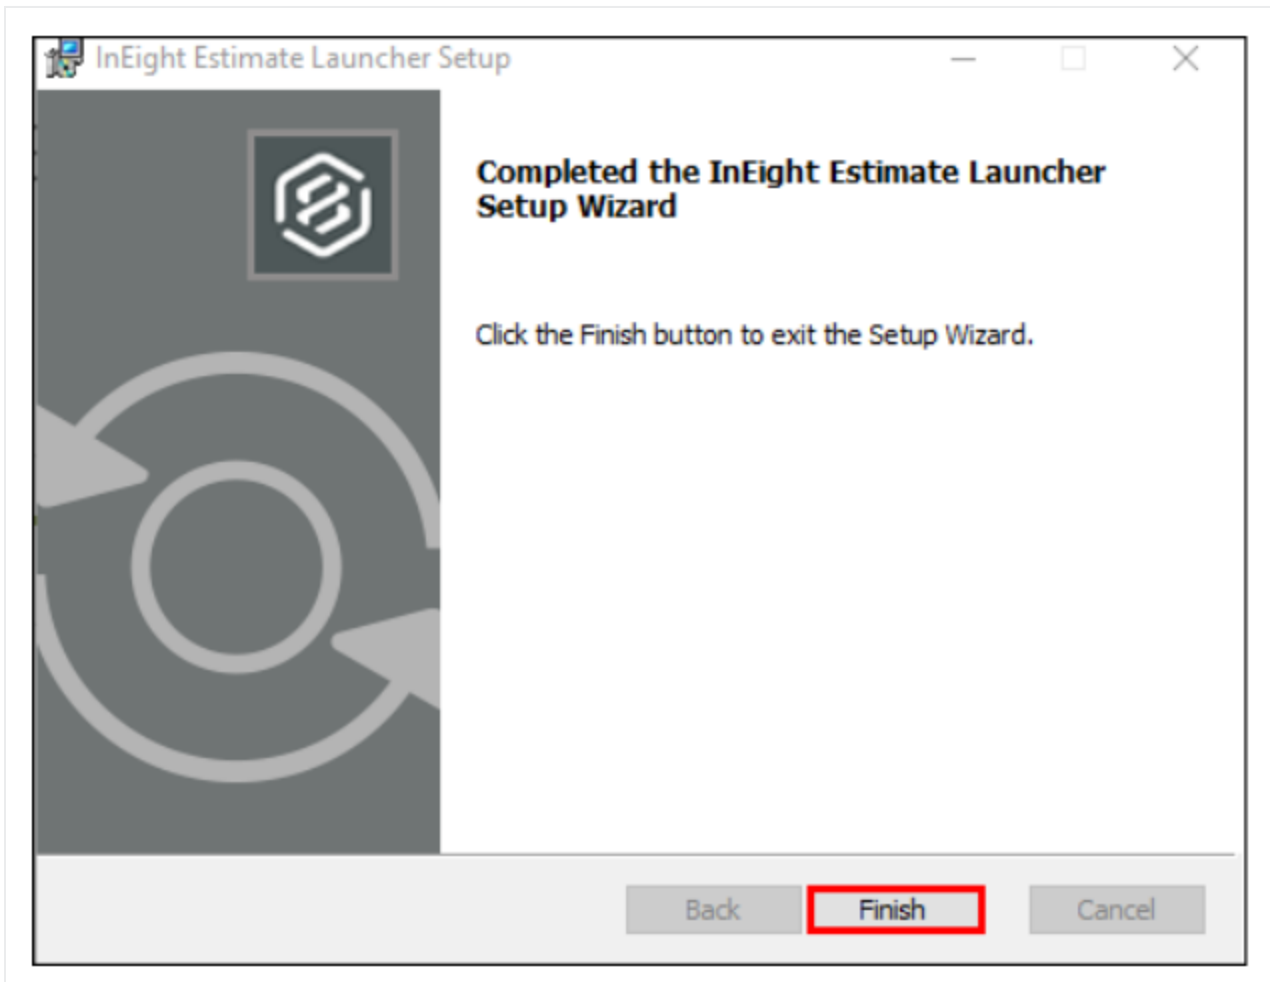 InEight Estimate Launcher Setup
Completed the InEight Estimate Launcher
Setup Wizard
Click the Finish button to exit the Setup Wizard.
Back
Finish
Cancel